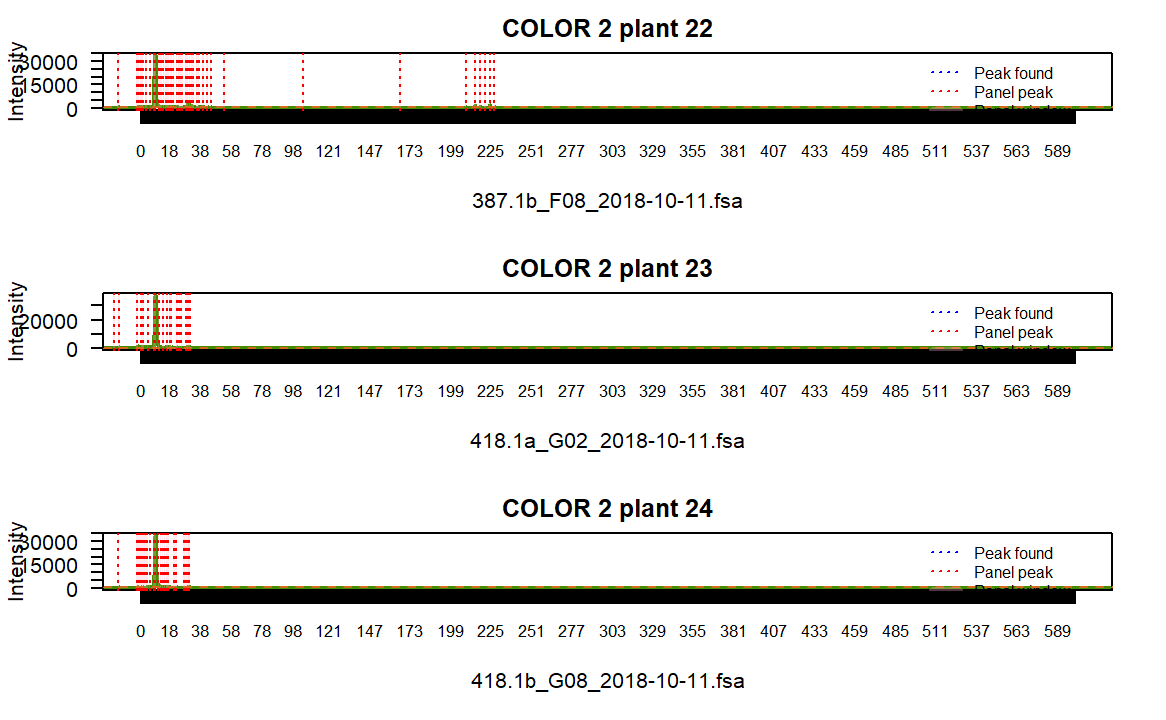 COLOR 2 plant 22
Intensity
30000
15000
0
Peak found
Panel peak
0 18 38 58 78 98 121 147 173 199 225 251 277 303 329 355 381 407 433 459 485 511 537 563 589
387.1b_F08_2018-10-11.fsa
COLOR 2 plant 23
Intensity
20000
0
Peak found
Panel peak
0 18 38 58 78 98 121 147 173 199 225 251 277 303 329 355 381 407 433 459 485 511 537 563 589
418.1a_G02_2018-10-11.fsa
COLOR 2 plant 24
Intensity
30000
15000
0
Peak found
Panel peak
0 18 38 58 78 98 121 147 173 199 225 251 277 303 329 355 381 407 433 459 485 511 537 563 589
418.1b_G08_2018-10-11.fsa